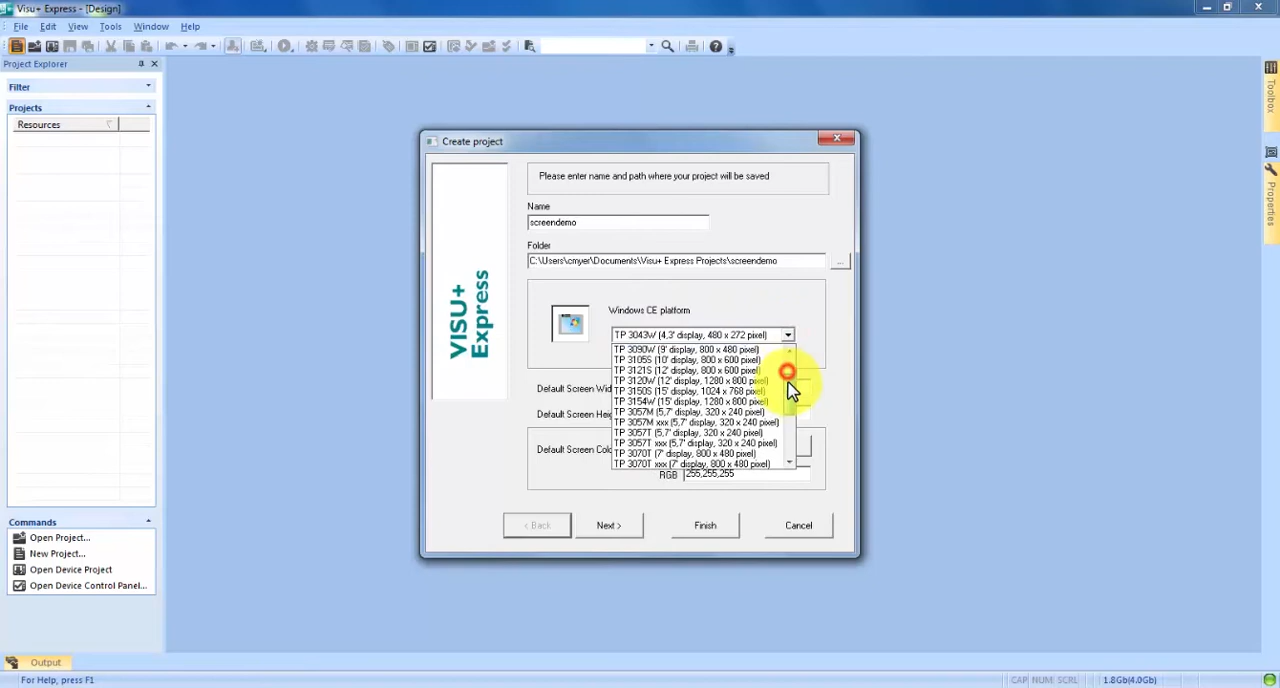 Visu+ Express - [Design]
File Edit View Tools Window Help
Project Explorer
Filter
Projects
Resources
Commands
Open Project...
New Project...
Open Device Project
Open Device Control Panel...
Create project
VISU+ Express
Please enter name and path where your project will be saved
Name
screendemo
Folder
C:\Users\cmyer\Documents\Visu+ Express Projects\screendemo
...
Windows CE platform
TP 3043W (4,3' display, 480 x 272 pixel)
TP 3090W (9' display, 800 x 480 pixel)
TP 3105S (10' display, 800 x 600 pixel)
TP 3121S (12' display, 800 x 600 pixel)
TP 3120W (12' display, 1280 x 800 pixel)
TP 3150S (15' display, 1024 x 768 pixel)
TP 3154W (15' display, 1280 x 800 pixel)
TP 3057M (5,7' display, 320 x 240 pixel)
TP 3057M xxx (5,7' display, 320 x 240 pixel)
TP 3057T (5,7' display, 320 x 240 pixel)
TP 3057T xxx (5,7' display, 320 x 240 pixel)
TP 3070T (7' display, 800 x 480 pixel)
TP 3070T xxx (7' display, 800 x 480 pixel)
Default Screen Wid
Default Screen Hei
Default Screen Colo
RGB 255,255,255
< Back Next > Finish Cancel
Toolbox
Properties
Output
For Help, press F1
CAP NUM SCRL 1.8Gb(4.0Gb)